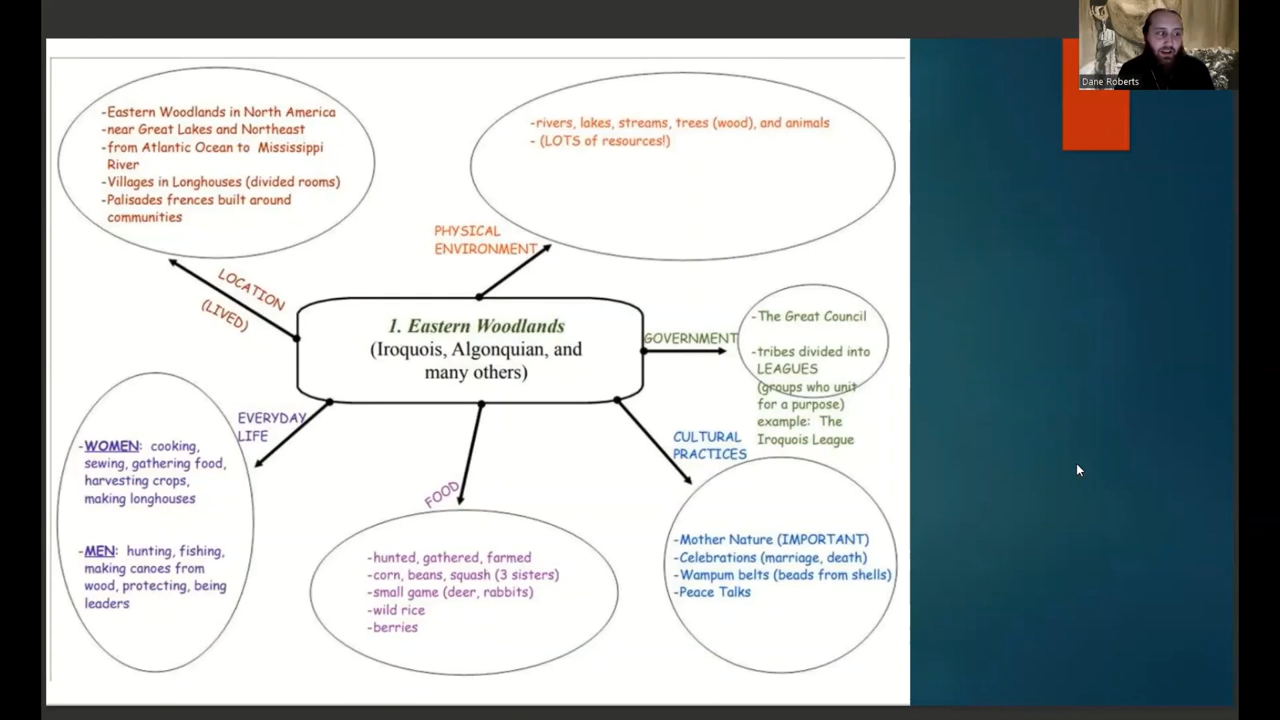 Dane Roberts
-Eastern Woodlands in North America
-near Great Lakes and Northeast
-from Atlantic Ocean to Mississippi
River
-Villages in Longhouses (divided rooms)
-Palisades frences built around
communities
-rivers, lakes, streams, trees (wood), and animals
- (LOTS of resources!)
PHYSICAL
ENVIRONMENT
LOCATION
(LIVED)
1. Eastern Woodlands
(Iroquois, Algonquian, and
many others)
GOVERNMENT
-The Great Council
-tribes divided into
LEAGUES
(groups who unit
for a purpose)
example: The
Iroquois League
EVERYDAY
LIFE
-WOMEN: cooking,
sewing, gathering food,
harvesting crops,
making longhouses
-MEN: hunting, fishing,
making canoes from
wood, protecting, being
leaders
FOOD
-hunted, gathered, farmed
-corn, beans, squash (3 sisters)
-small game (deer, rabbits)
-wild rice
-berries
CULTURAL
PRACTICES
-Mother Nature (IMPORTANT)
-Celebrations (marriage, death)
-Wampum belts (beads from shells)
-Peace Talks